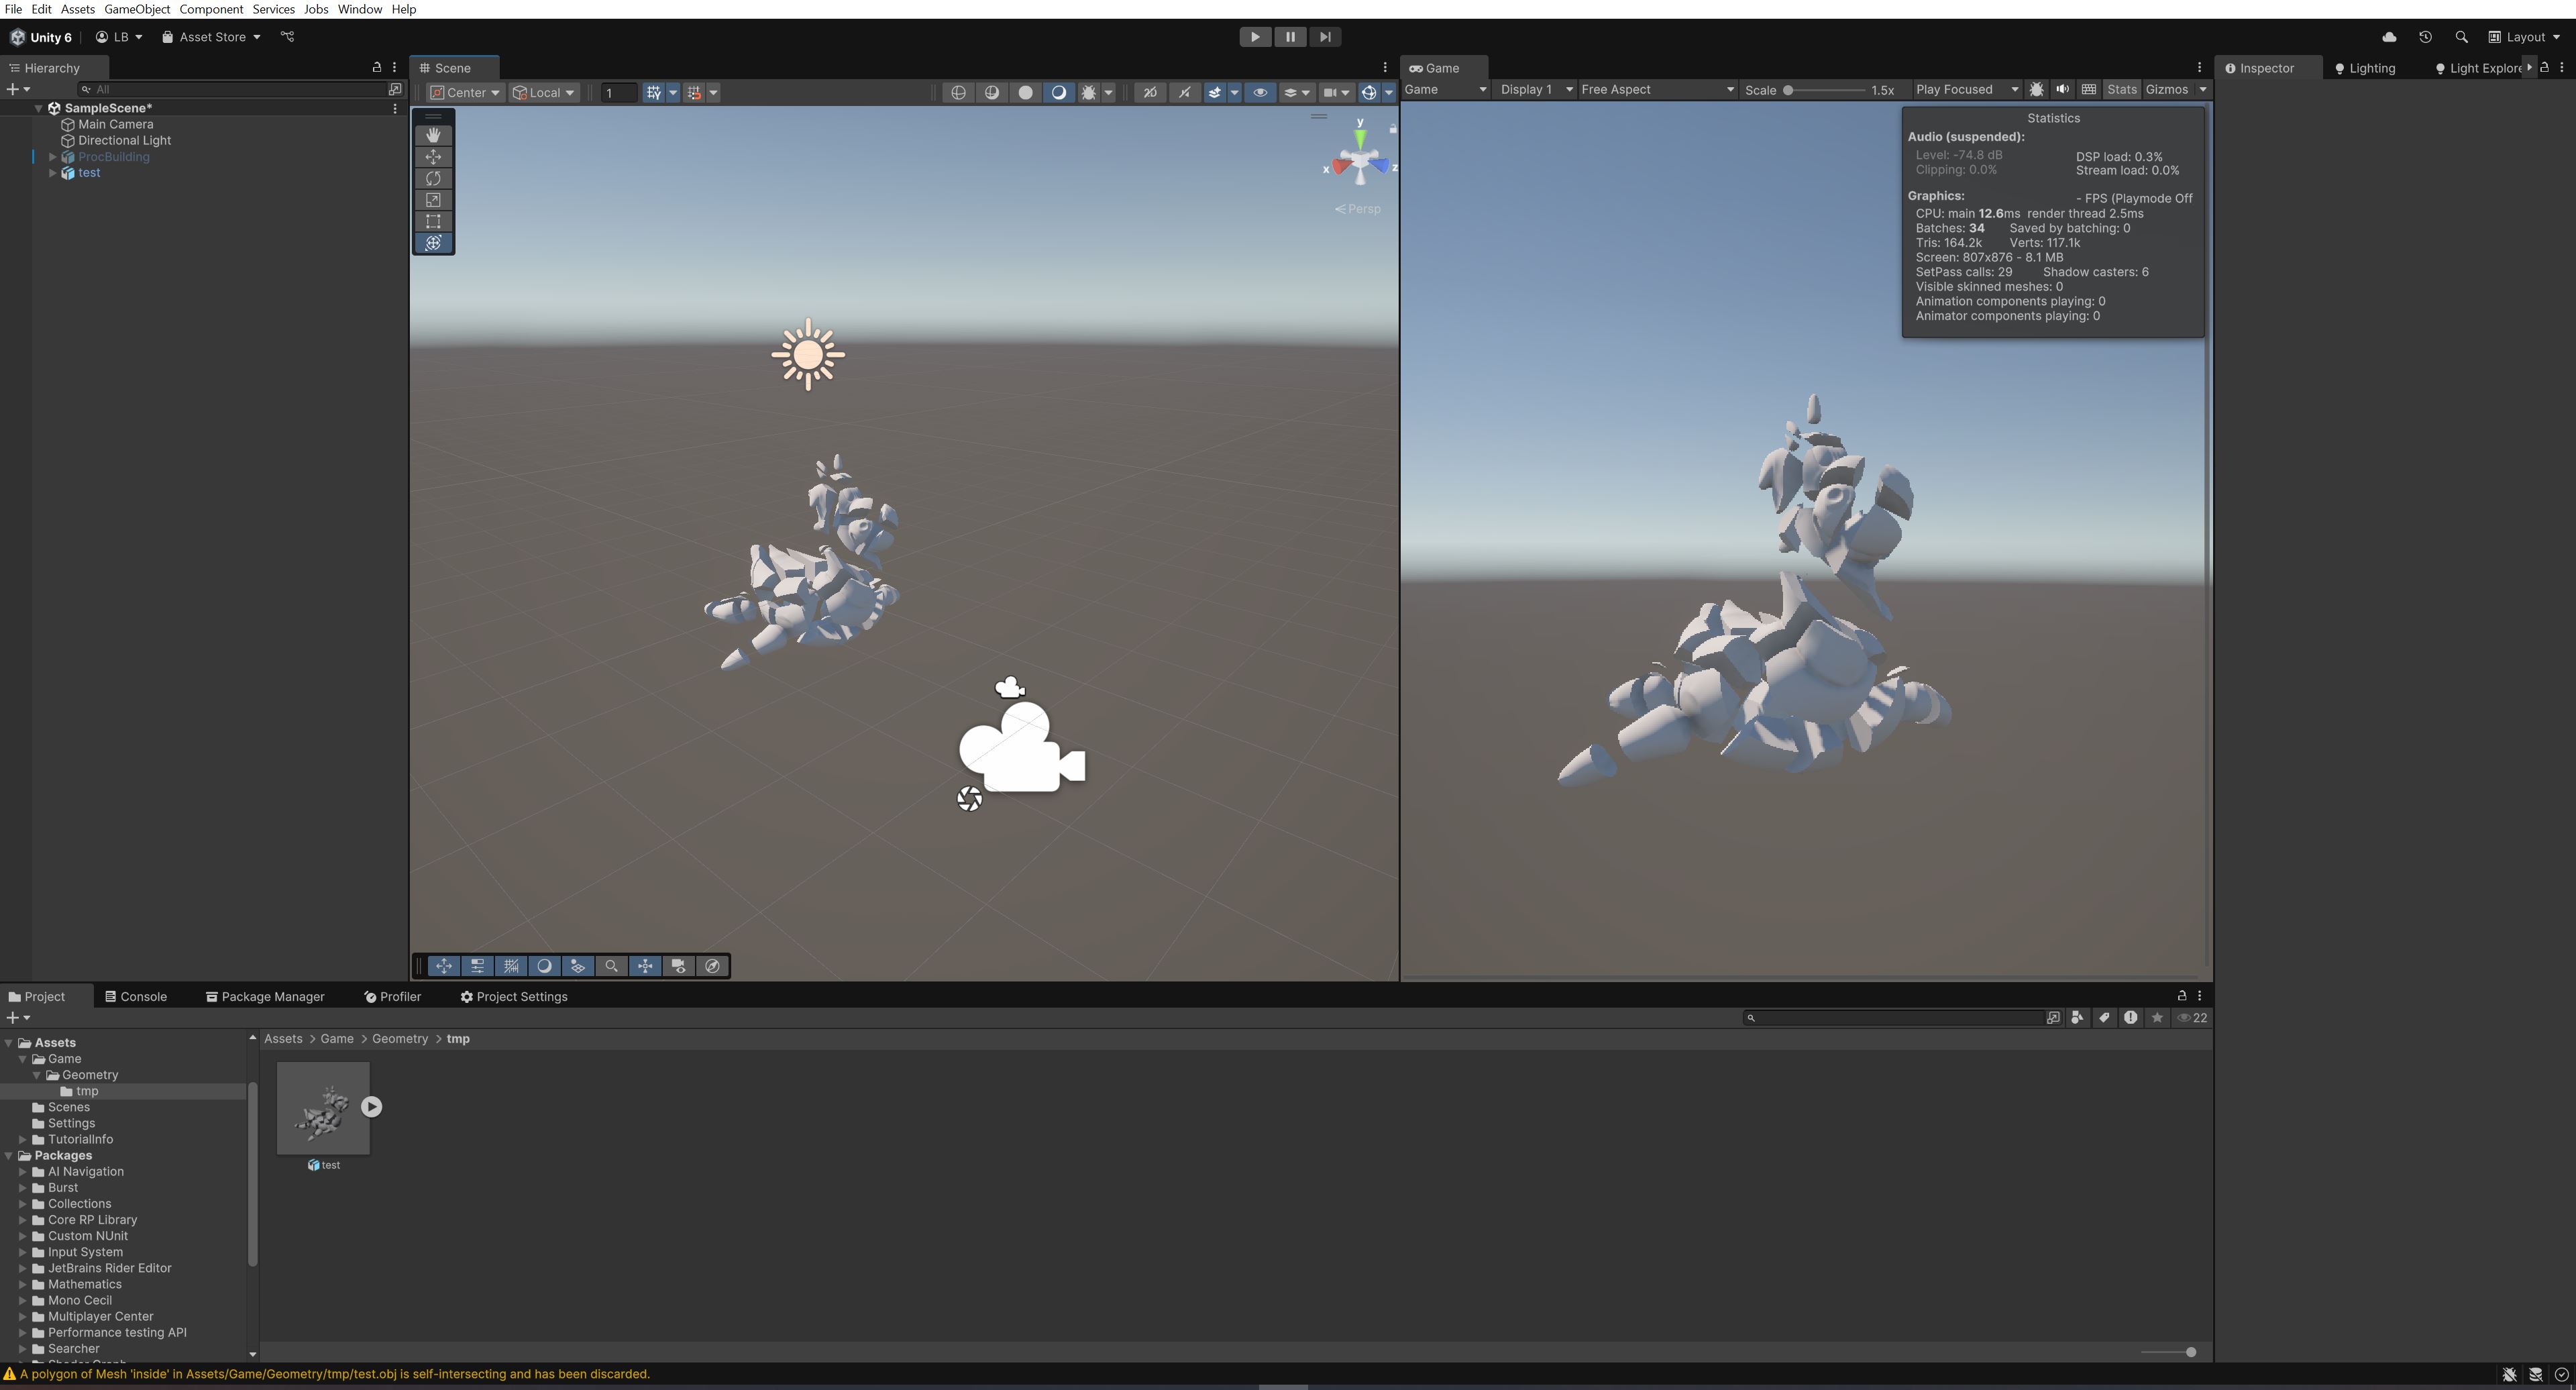 File Edit Assets GameObject Component Services Jobs Window Help
Unity 6 LB Asset Store Layout
Hierarchy
All
SampleScene*
Main Camera
Directional Light
ProcBuilding
test
Scene
Center Local 1 2D
y
x z
Persp
Game
Game Display 1 Free Aspect Scale 1.5x Play Focused Stats Gizmos
Statistics
Audio (suspended):
Level: -74.8 dB DSP load: 0.3%
Clipping: 0.0% Stream load: 0.0%
Graphics: - FPS (Playmode Off
CPU: main 12.6ms render thread 2.5ms
Batches: 34 Saved by batching: 0
Tris: 164.2k Verts: 117.1k
Screen: 807x876 - 8.1 MB
SetPass calls: 29 Shadow casters: 6
Visible skinned meshes: 0
Animation components playing: 0
Animator components playing: 0
Inspector Lighting Light Explore
Project Console Package Manager Profiler Project Settings
22
Assets
Game
Geometry
tmp
Scenes
Settings
TutorialInfo
Packages
AI Navigation
Burst
Collections
Core RP Library
Custom NUnit
Input System
JetBrains Rider Editor
Mathematics
Mono Cecil
Multiplayer Center
Performance testing API
Searcher
Assets > Game > Geometry > tmp
test
A polygon of Mesh 'inside' in Assets/Game/Geometry/tmp/test.obj is self-intersecting and has been discarded.